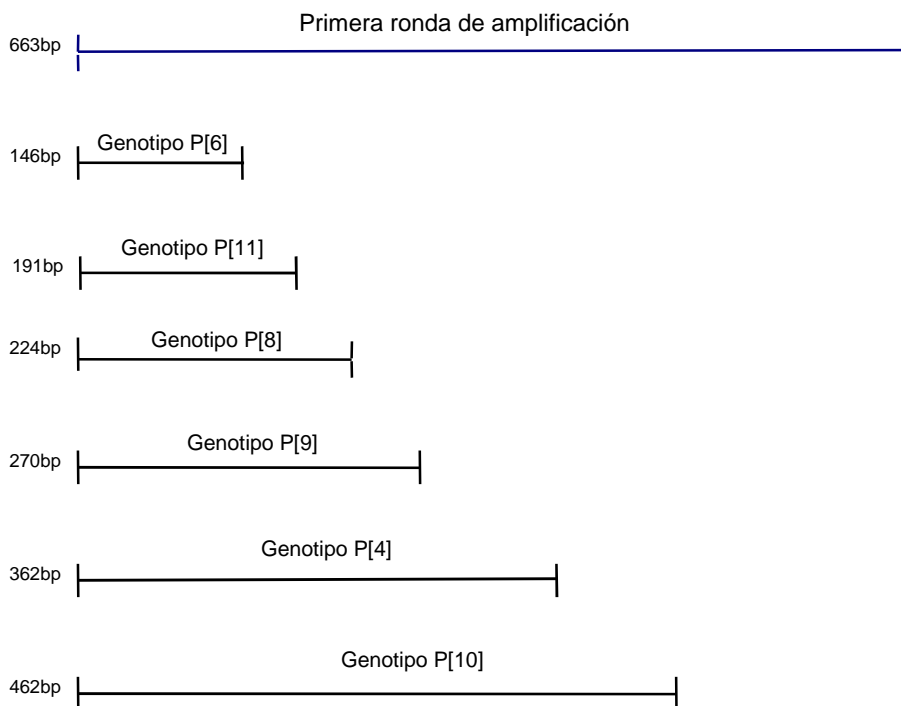 Primera ronda de amplificación
663bp
Genotipo P[6]
146bp
Genotipo P[11]
191bp
Genotipo P[8]
224bp
Genotipo P[9]
270bp
Genotipo P[4]
362bp
Genotipo P[10]
462bp